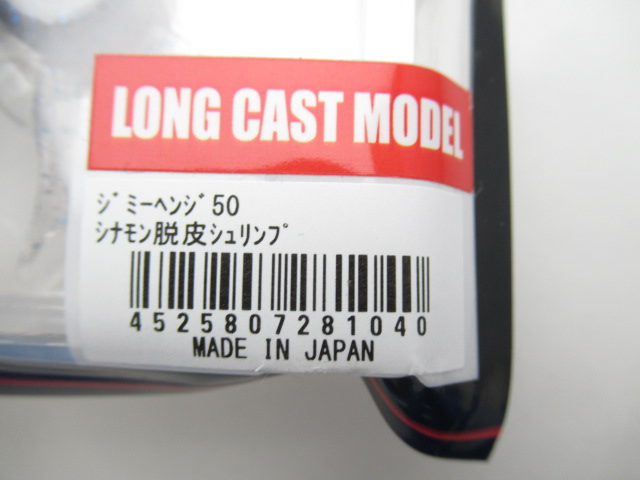 LONG CAST MODEL
ジミーヘンジ50
シナモン脱皮シュリンプ
4525807281040
MADE IN JAPAN